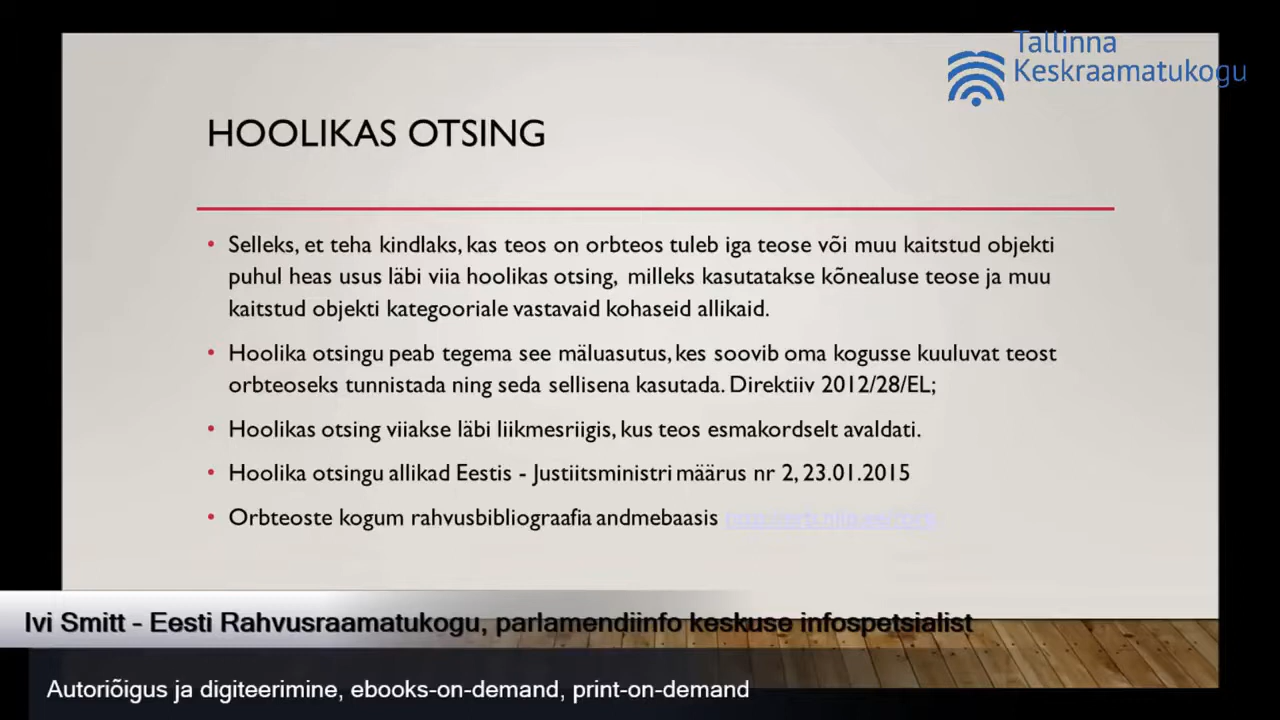 Tallinna
Keskraamatukogu
HOOLIKAS OTSING
• Selleks, et teha kindlaks, kas teos on orbteos tuleb iga teose või muu kaitstud objekti
puhul heas usus läbi viia hoolikas otsing, milleks kasutatakse kõnealuse teose ja muu
kaitstud objekti kategooriale vastavaid kohaseid allikaid.
• Hoolika otsingu peab tegema see mäluasutus, kes soovib oma kogusse kuuluvat teost
orbteoseks tunnistada ning seda sellisena kasutada. Direktiiv 2012/28/EL;
• Hoolikas otsing viiakse läbi liikmesriigis, kus teos esmakordselt avaldati.
• Hoolika otsingu allikad Eestis - Justiitsministri määrus nr 2, 23.01.2015
• Orbteoste kogum rahvusbibliograafia andmebaasis
Ivi Smitt - Eesti Rahvusraamatukogu, parlamendiinfo keskuse infospetsialist
Autoriõigus ja digiteerimine, ebooks-on-demand, print-on-demand